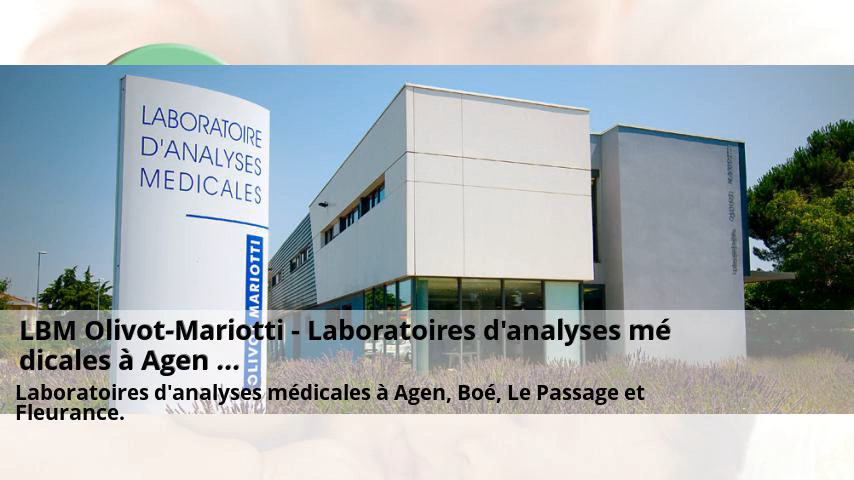 LABORATOIRE
D'ANALYSES
MEDICALES
OLIVOT MARIOTTI
LBM Olivot-Mariotti - Laboratoires d'analyses mé
dicales à Agen ...
Laboratoires d'analyses médicales à Agen, Boé, Le Passage et
Fleurance.